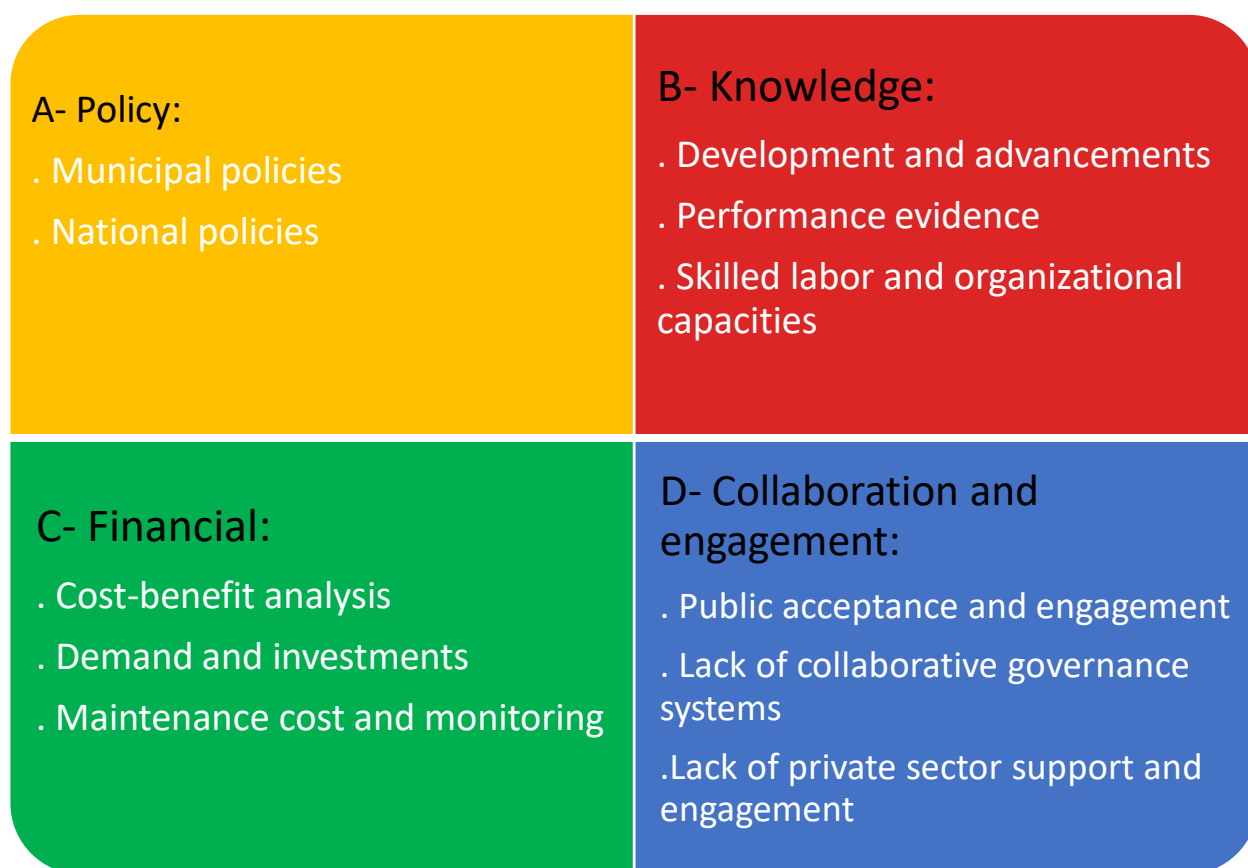 A- Policy:
. Municipal policies
. National policies
B- Knowledge:
. Development and advancements
. Performance evidence
. Skilled labor and organizational
capacities
C- Financial:
. Cost-benefit analysis
. Demand and investments
. Maintenance cost and monitoring
D- Collaboration and
engagement:
. Public acceptance and engagement
. Lack of collaborative governance
systems
.Lack of private sector support and
engagement